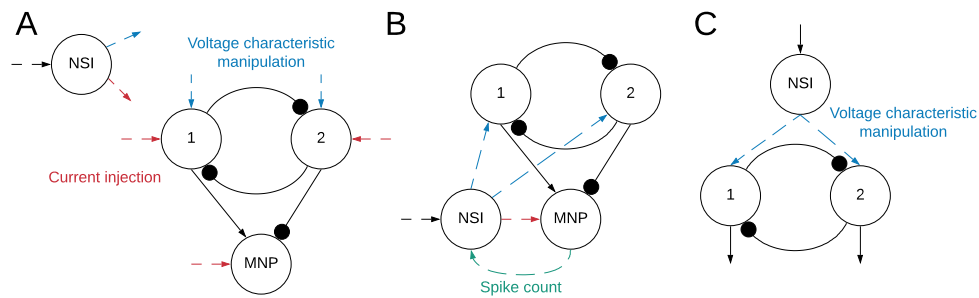 A
NSI
Voltage characteristic
manipulation
1
2
Current injection
MNP
B
1
2
NSI
MNP
Spike count
C
NSI
Voltage characteristic
manipulation
1
2